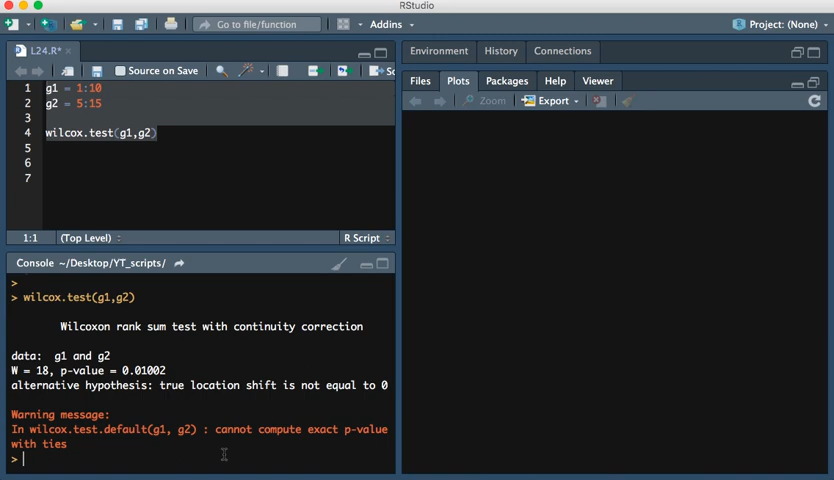 RStudio
Go to file/function
Addins
Project: (None)
L24.R*
Source on Save
1 g1 = 1:10
2 g2 = 5:15
3
4 wilcox.test(g1,g2)
5
6
7
1:1 (Top Level) R Script
Console ~/Desktop/YT_scripts/
>
> wilcox.test(g1,g2)
Wilcoxon rank sum test with continuity correction
data: g1 and g2
W = 18, p-value = 0.01002
alternative hypothesis: true location shift is not equal to 0
Warning message:
In wilcox.test.default(g1, g2) : cannot compute exact p-value
with ties
>
Environment History Connections
Files Plots Packages Help Viewer
Zoom Export